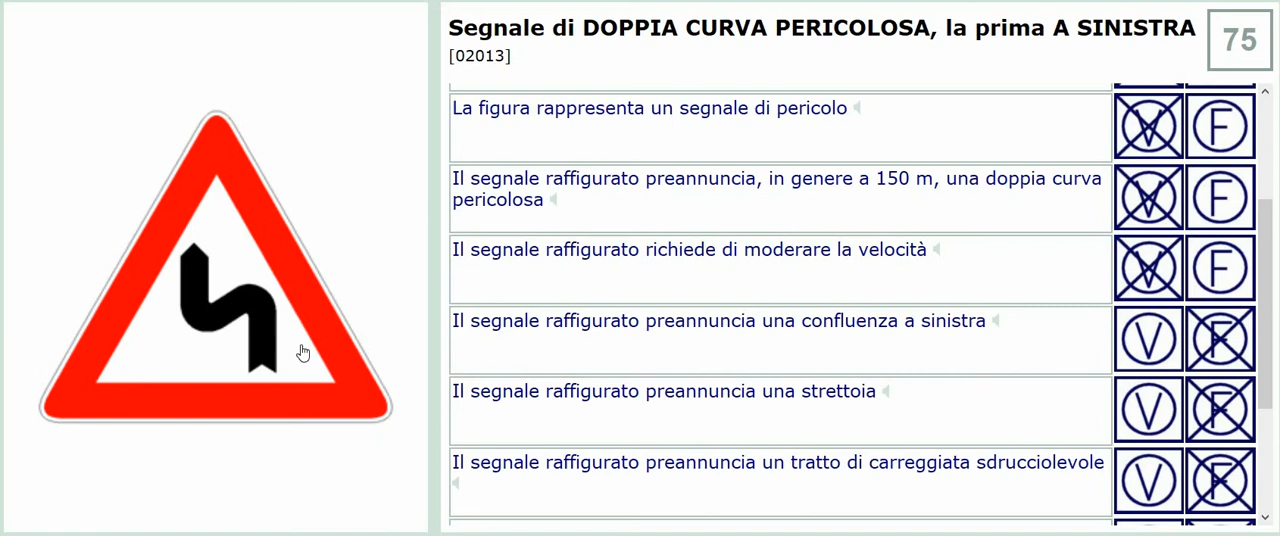 Segnale di DOPPIA CURVA PERICOLOSA, la prima A SINISTRA
[02013]
75
La figura rappresenta un segnale di pericolo
V F
Il segnale raffigurato preannuncia, in genere a 150 m, una doppia curva
pericolosa
V F
Il segnale raffigurato richiede di moderare la velocità
V F
Il segnale raffigurato preannuncia una confluenza a sinistra
V F
Il segnale raffigurato preannuncia una strettoia
V F
Il segnale raffigurato preannuncia un tratto di carreggiata sdrucciolevole
V F